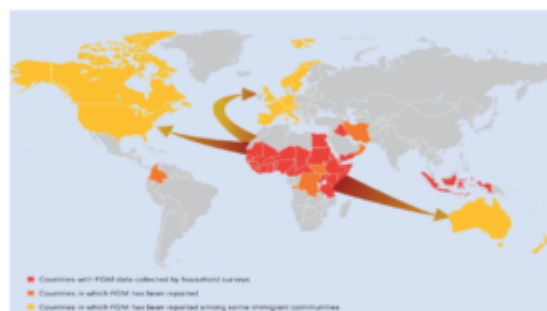 Countries with FGM data collected by household surveys
Countries in which FGM has been reported
Countries in which FGM has been reported among some immigrant communities